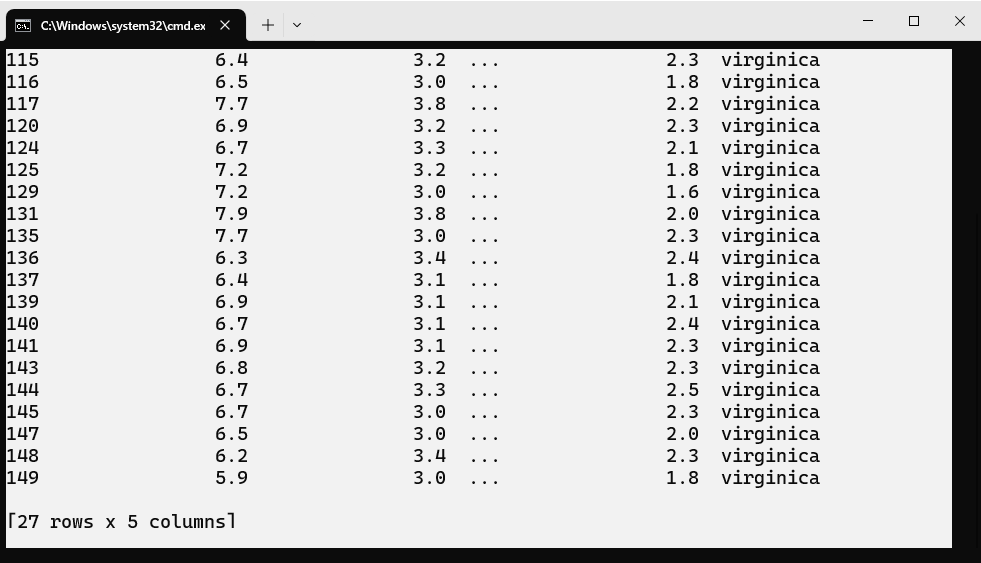 C:\Windows\system32\cmd.ex
115 6.4 3.2 ... 2.3 virginica
116 6.5 3.0 ... 1.8 virginica
117 7.7 3.8 ... 2.2 virginica
120 6.9 3.2 ... 2.3 virginica
124 6.7 3.3 ... 2.1 virginica
125 7.2 3.2 ... 1.8 virginica
129 7.2 3.0 ... 1.6 virginica
131 7.9 3.8 ... 2.0 virginica
135 7.7 3.0 ... 2.3 virginica
136 6.3 3.4 ... 2.4 virginica
137 6.4 3.1 ... 1.8 virginica
139 6.9 3.1 ... 2.1 virginica
140 6.7 3.1 ... 2.4 virginica
141 6.9 3.1 ... 2.3 virginica
143 6.8 3.2 ... 2.3 virginica
144 6.7 3.3 ... 2.5 virginica
145 6.7 3.0 ... 2.3 virginica
147 6.5 3.0 ... 2.0 virginica
148 6.2 3.4 ... 2.3 virginica
149 5.9 3.0 ... 1.8 virginica
[27 rows x 5 columns]